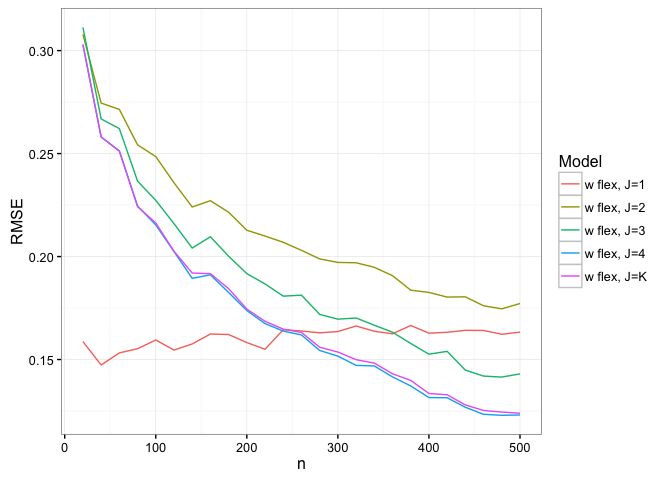 0.30
0.25
0.20
0.15
RMSE
0
100
200
300
400
500
n
Model
w flex, J=1
w flex, J=2
w flex, J=3
w flex, J=4
w flex, J=K